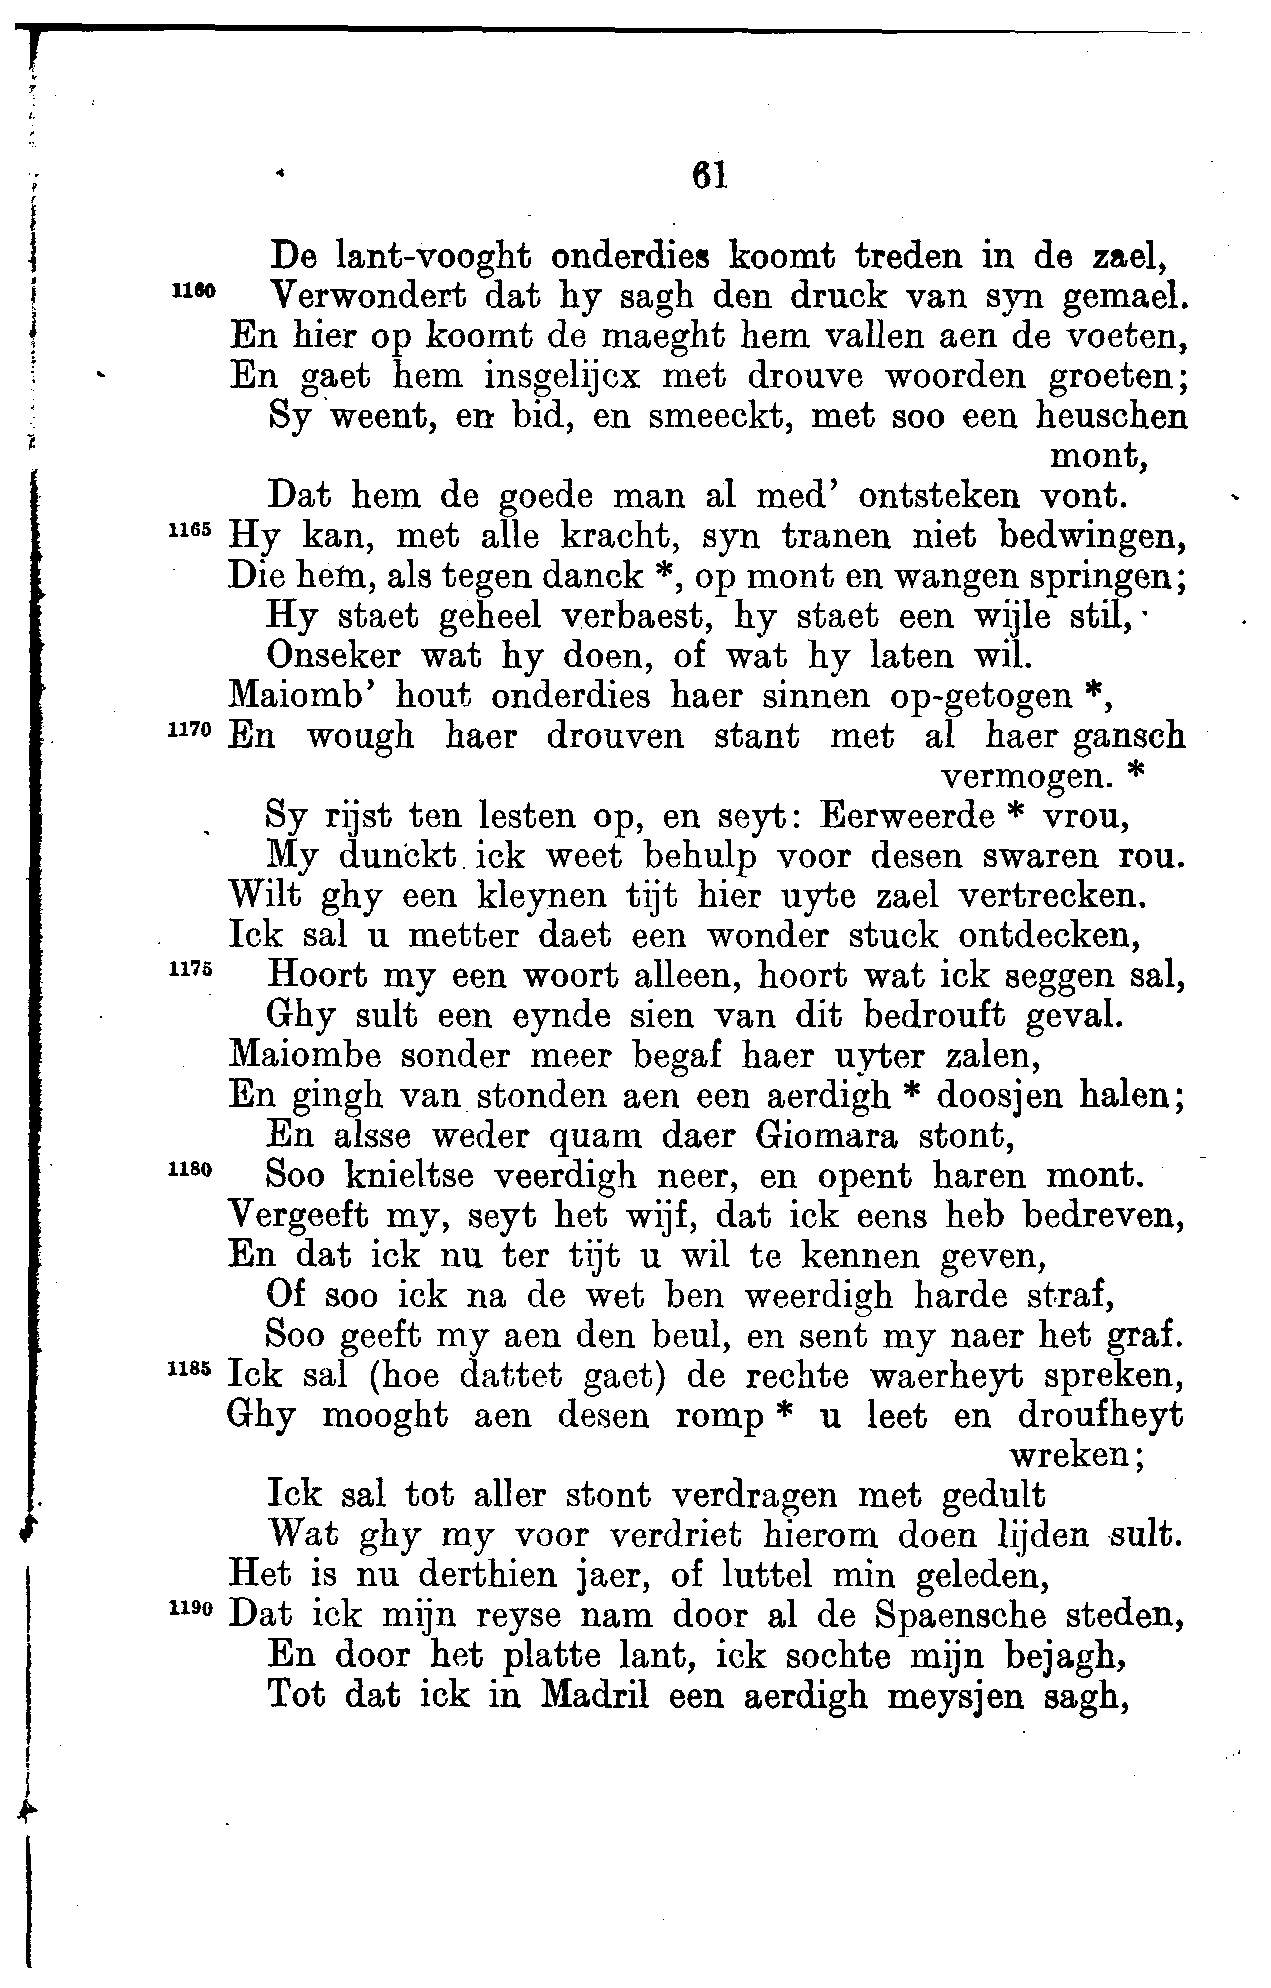 61
De lant-vooght onderdies koomt treden in de zael,
1160 Verwondert dat hy sagh den druck van syn gemael.
En hier op koomt de maeght hem vallen aen de voeten,
En gaet hem insgelijcx met drouve woorden groeten;
Sy weent, en bid, en smeeckt, met soo een heuschen
mont,
Dat hem de goede man al med' ontsteken vont.
1165 Hy kan, met alle kracht, syn tranen niet bedwingen,
Die hem, als tegen danck *, op mont en wangen springen;
Hy staet geheel verbaest, hy staet een wijle stil,
Onseker wat hy doen, of wat hy laten wil.
Maiomb' hout onderdies haer sinnen op-getogen *,
1170 En wough haer drouven stant met al haer gansch
vermogen. *
Sy rijst ten lesten op, en seyt: Eerweerde * vrou,
My dunckt ick weet behulp voor desen swaren rou.
Wilt ghy een kleynen tijt hier uyte zael vertrecken.
Ick sal u metter daet een wonder stuck ontdecken,
1175 Hoort my een woort alleen, hoort wat ick seggen sal,
Ghy sult een eynde sien van dit bedrouft geval.
Maiombe sonder meer begaf haer uyter zalen,
En gingh van stonden aen een aerdigh * doosjen halen;
En alsse weder quam daer Giomara stont,
1180 Soo knieltse veerdigh neer, en opent haren mont.
Vergeeft my, seyt het wijf, dat ick eens heb bedreven,
En dat ick nu ter tijt u wil te kennen geven,
Of soo ick na de wet ben weerdigh harde straf,
Soo geeft my aen den beul, en sent my naer het graf.
1185 Ick sal (hoe dattet gaet) de rechte waerheyt spreken,
Ghy mooght aen desen romp * u leet en droufheyt
wreken;
Ick sal tot aller stont verdragen met gedult
Wat ghy my voor verdriet hierom doen lijden sult.
Het is nu derthien jaer, of luttel min geleden,
1190 Dat ick mijn reyse nam door al de Spaensche steden,
En door het platte lant, ick sochte mijn bejagh,
Tot dat ick in Madril een aerdigh meysjen sagh,